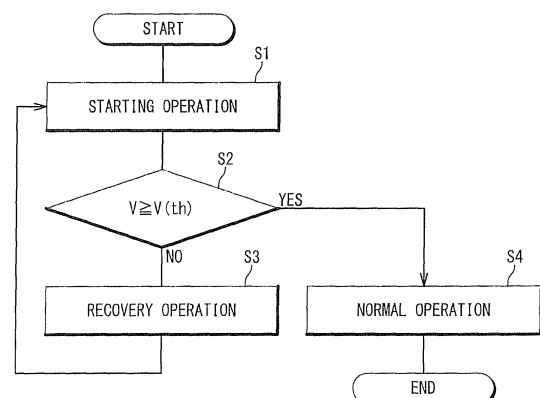 START
S1
STARTING OPERATION
S2
V≧V(th)
YES
NO
S3
RECOVERY OPERATION
S4
NORMAL OPERATION
END